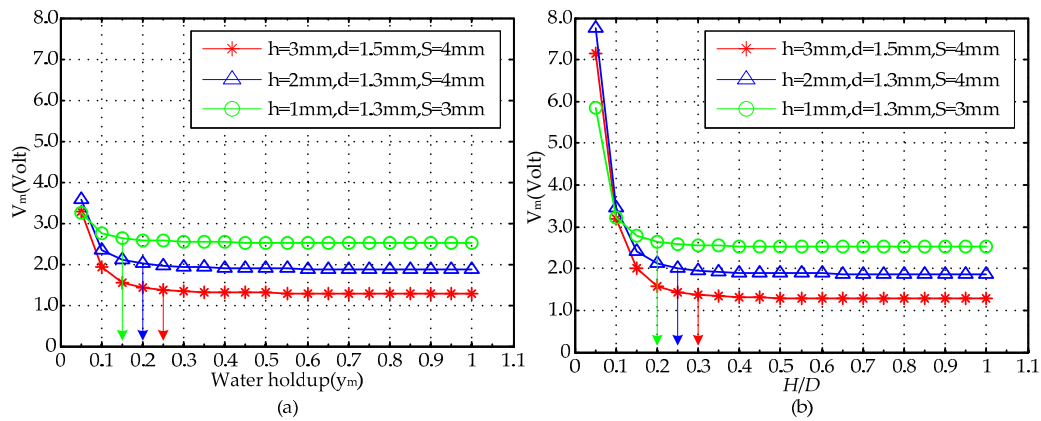 8.0
7.0
6.0
5.0
4.0
3.0
2.0
1.0
0
Vm(Volt)
h=3mm,d=1.5mm,S=4mm
h=2mm,d=1.3mm,S=4mm
h=1mm,d=1.3mm,S=3mm
0 0.1 0.2 0.3 0.4 0.5 0.6 0.7 0.8 0.9 1 1.1
Water holdup(ym)
(a)
8.0
7.0
6.0
5.0
4.0
3.0
2.0
1.0
0
Vm(Volt)
h=3mm,d=1.5mm,S=4mm
h=2mm,d=1.3mm,S=4mm
h=1mm,d=1.3mm,S=3mm
0 0.1 0.2 0.3 0.4 0.5 0.6 0.7 0.8 0.9 1 1.1
H/D
(b)